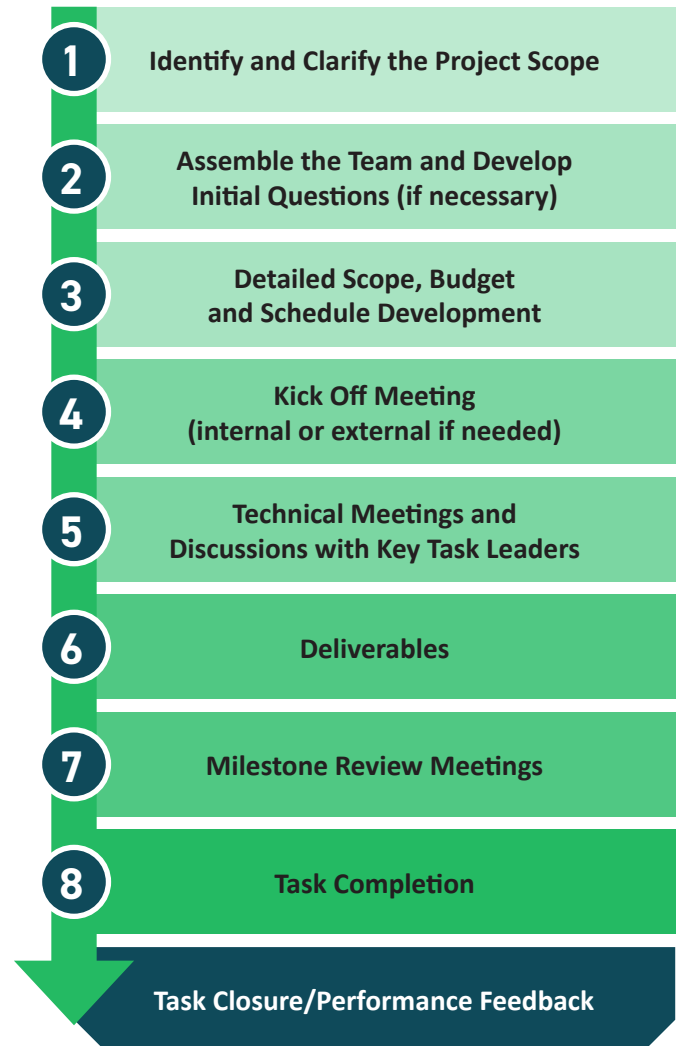 1
Identify and Clarify the Project Scope
2
Assemble the Team and Develop
Initial Questions (if necessary)
3
Detailed Scope, Budget
and Schedule Development
4
Kick Off Meeting
(internal or external if needed)
5
Technical Meetings and
Discussions with Key Task Leaders
6
Deliverables
7
Milestone Review Meetings
8
Task Completion
Task Closure/Performance Feedback